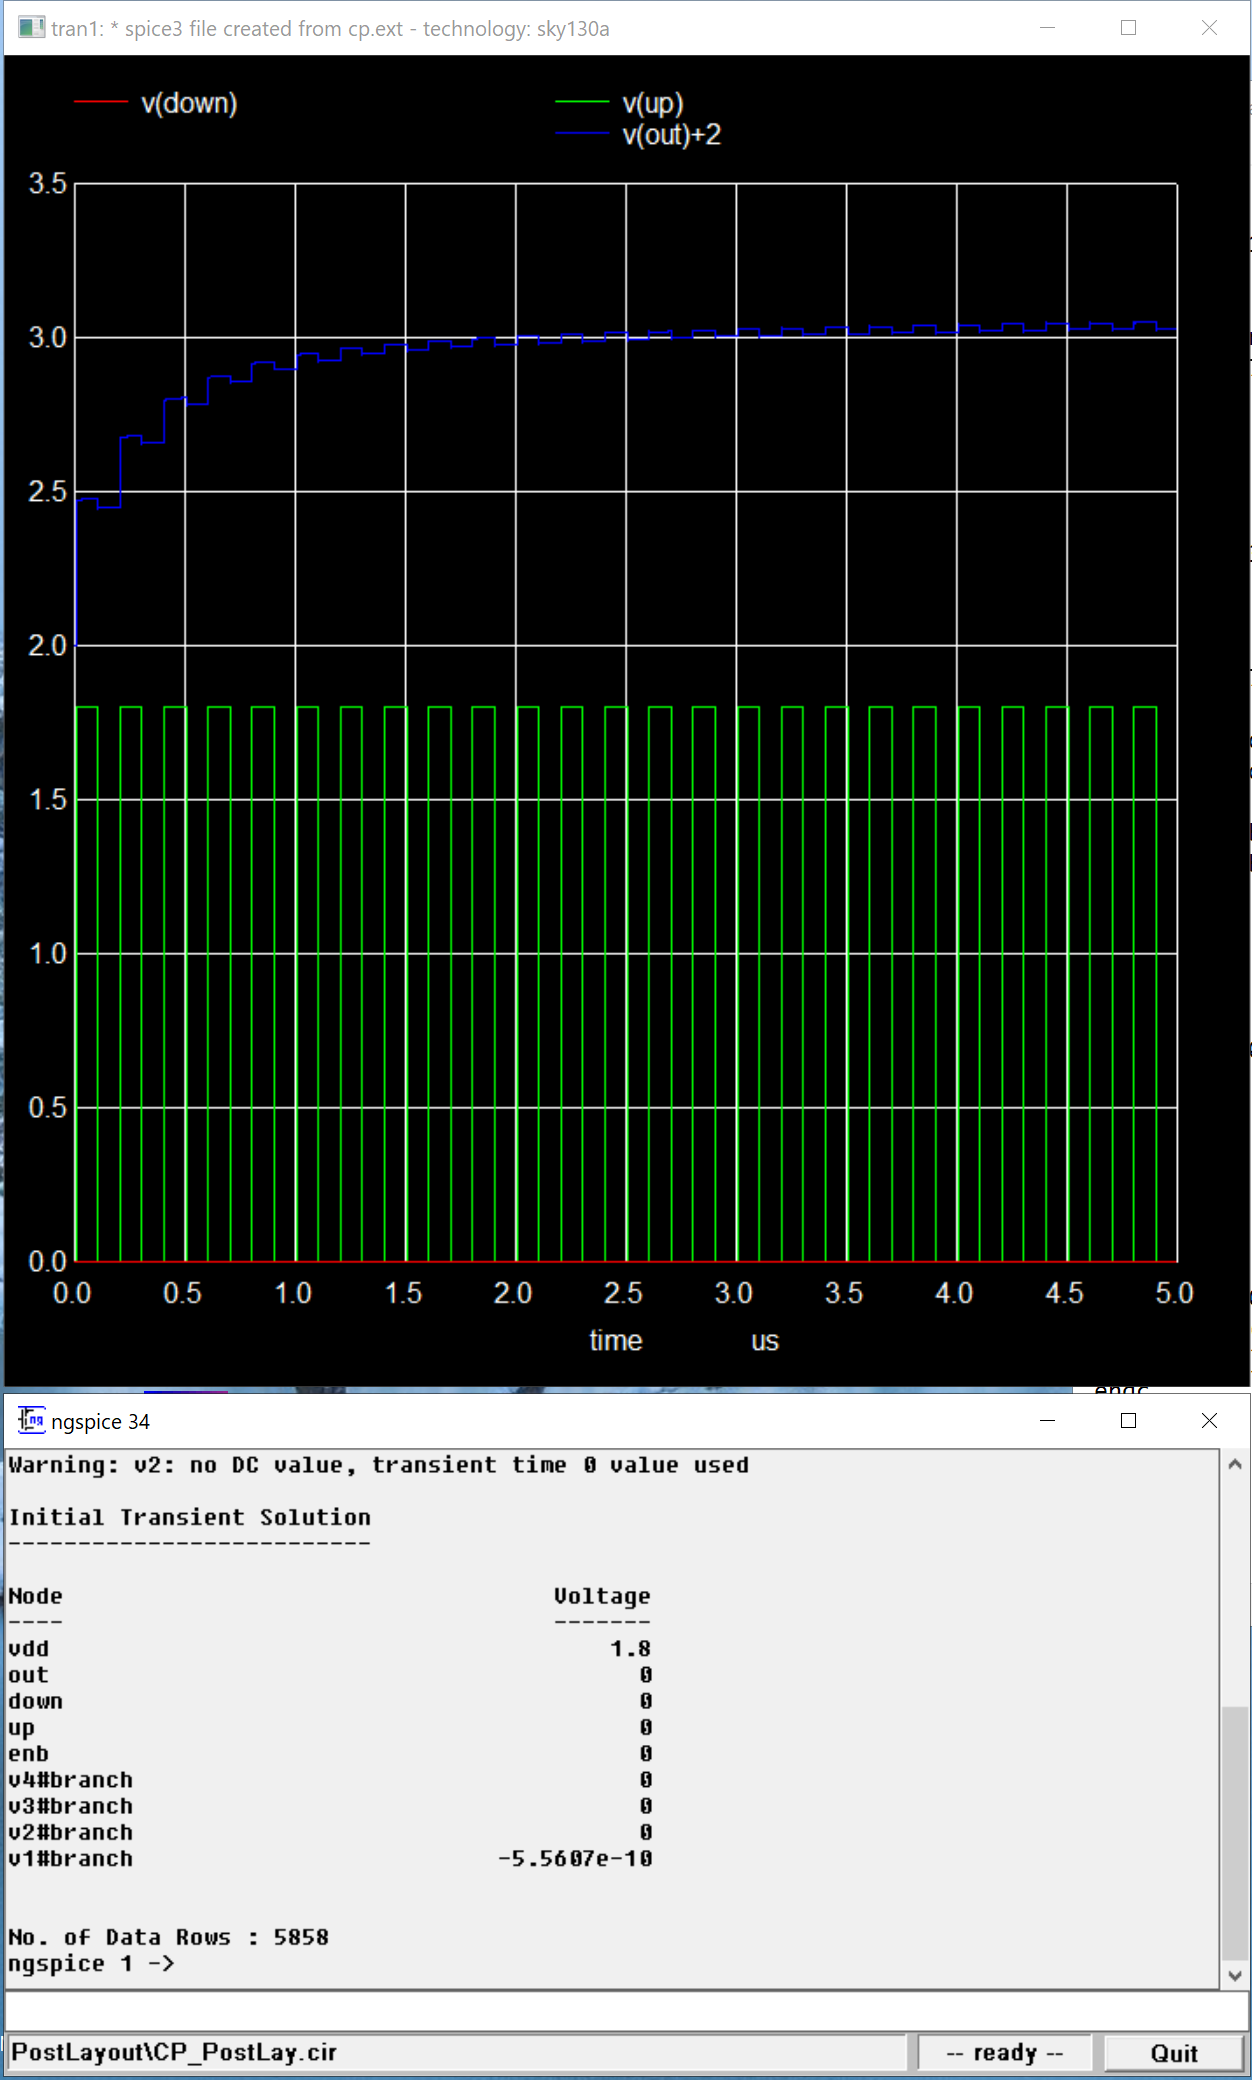 tran1: * spice3 file created from cp.ext - technology: sky130a
v(down)
v(up)
v(out)+2
3.5
3.0
2.5
2.0
1.5
1.0
0.5
0.0
0.0 0.5 1.0 1.5 2.0 2.5 3.0 3.5 4.0 4.5 5.0
time us
ngspice 34
Warning: v2: no DC value, transient time 0 value used
Initial Transient Solution
--------------------------
Node Voltage
---- -------
vdd 1.8
out 0
down 0
up 0
enb 0
v4#branch 0
v3#branch 0
v2#branch 0
v1#branch -5.5607e-10
No. of Data Rows : 5858
ngspice 1 ->
PostLayout\CP_PostLay.cir
-- ready --
Quit